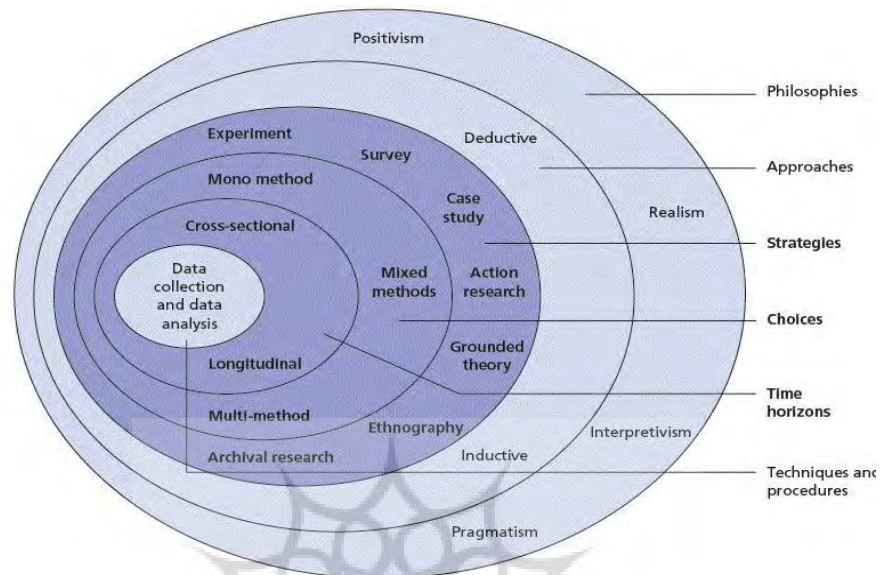 Positivism
Philosophies
Experiment
Deductive
Survey
Approaches
Mono method
Case
study
Realism
Cross-sectional
Strategies
Data
collection
and data
analysis
Mixed
methods
Action
research
Choices
Grounded
theory
Longitudinal
Time
horizons
Multi-method
Ethnography
Interpretivism
Archival research
Inductive
Techniques and
procedures
Pragmatism